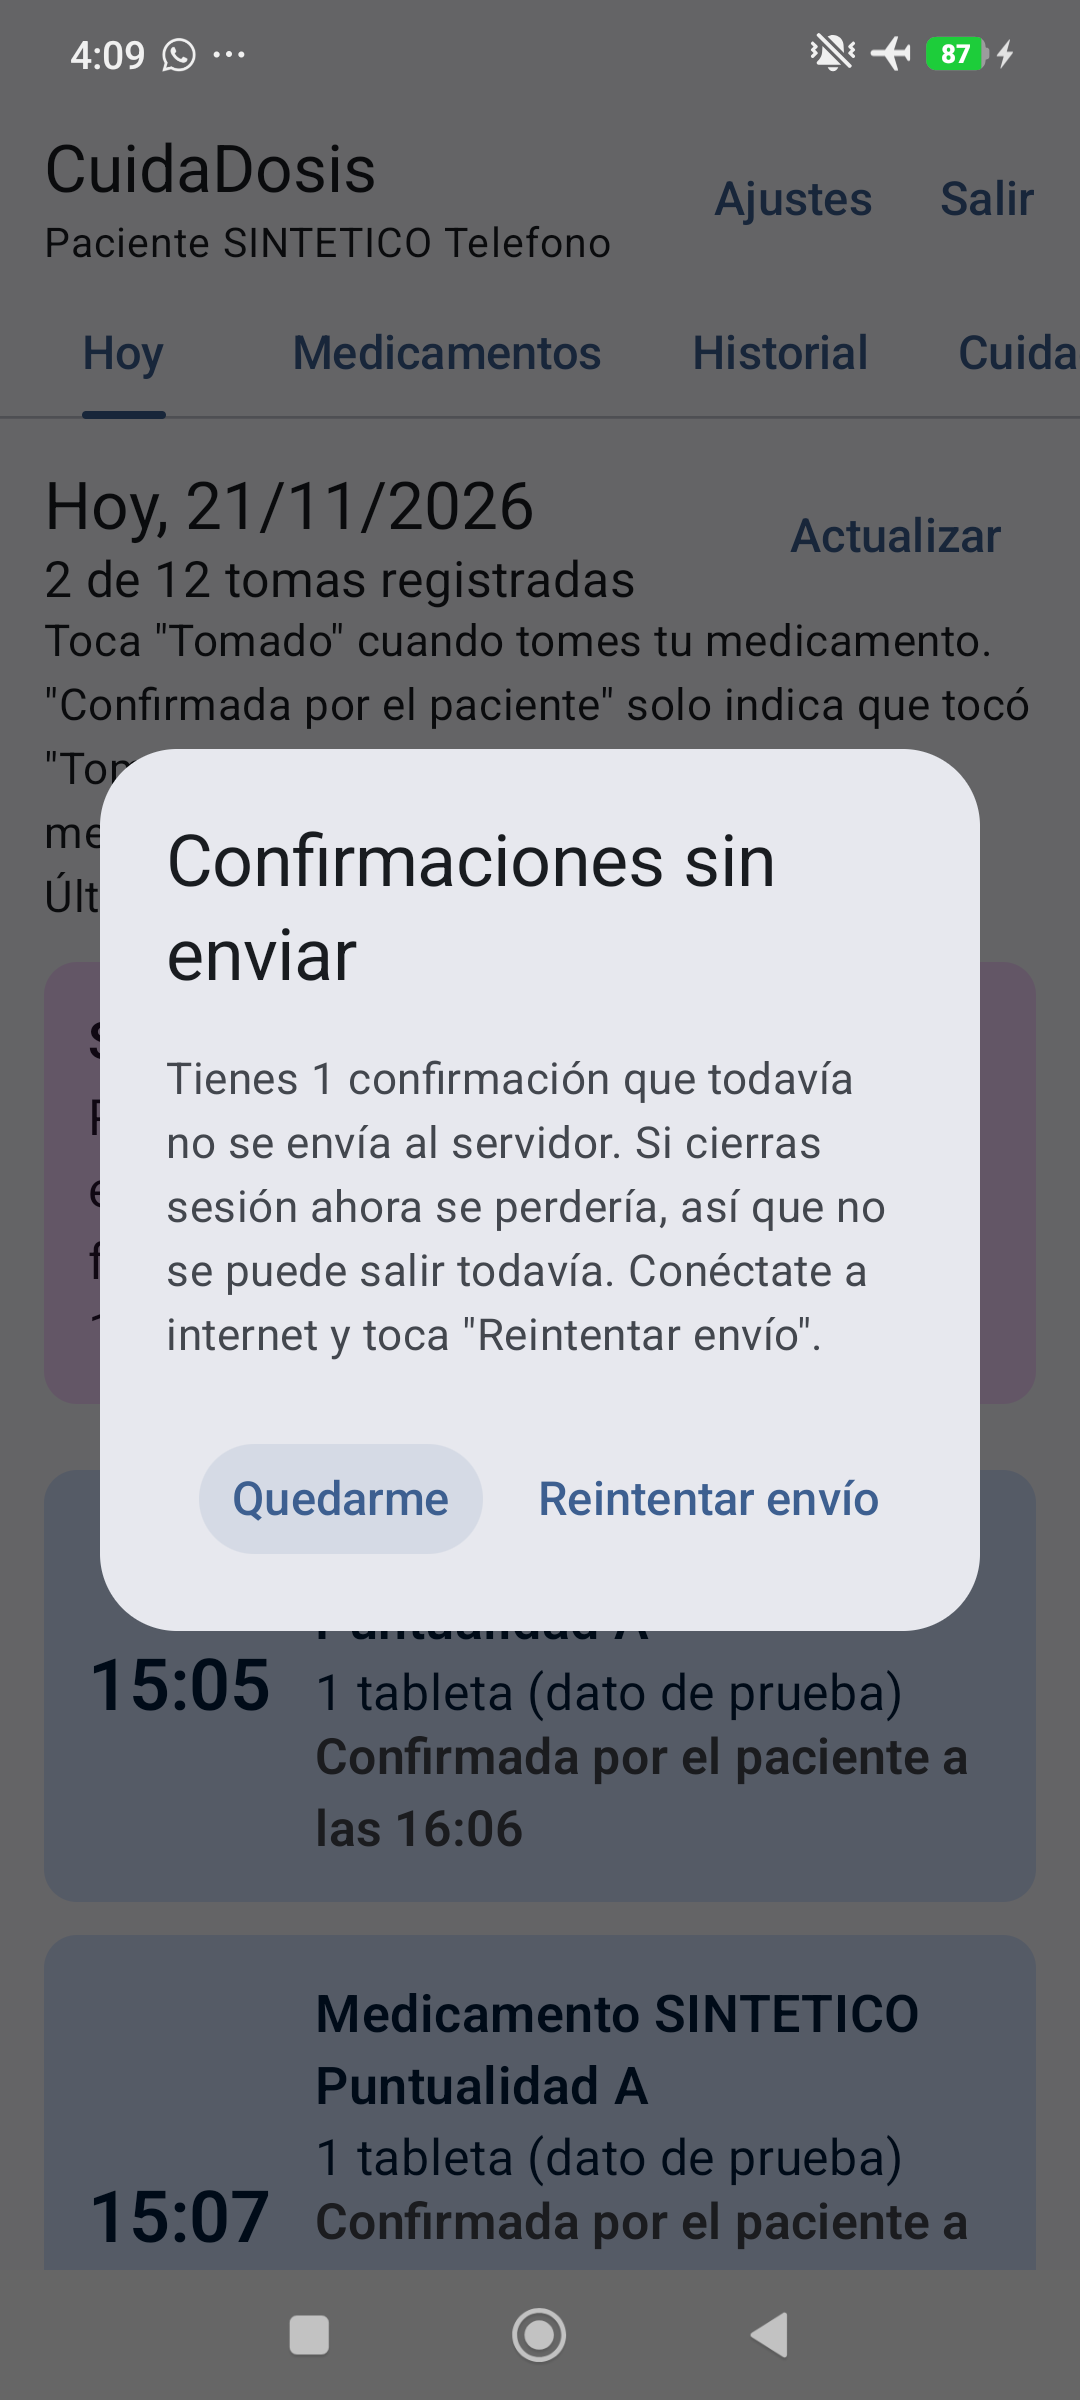 4:09
87
CuidaDosis
Ajustes
Salir
Paciente SINTETICO Telefono
Hoy
Medicamentos
Historial
Cuida
Hoy, 21/11/2026
Actualizar
2 de 12 tomas registradas
Toca "Tomado" cuando tomes tu medicamento.
"Confirmada por el paciente" solo indica que tocó
Confirmaciones sin
enviar
Tienes 1 confirmación que todavía
no se envía al servidor. Si cierras
sesión ahora se perdería, así que no
se puede salir todavía. Conéctate a
internet y toca "Reintentar envío".
Quedarme
Reintentar envío
Puntualidad A
15:05
1 tableta (dato de prueba)
Confirmada por el paciente a
las 16:06
Medicamento SINTETICO
Puntualidad A
1 tableta (dato de prueba)
15:07
Confirmada por el paciente a